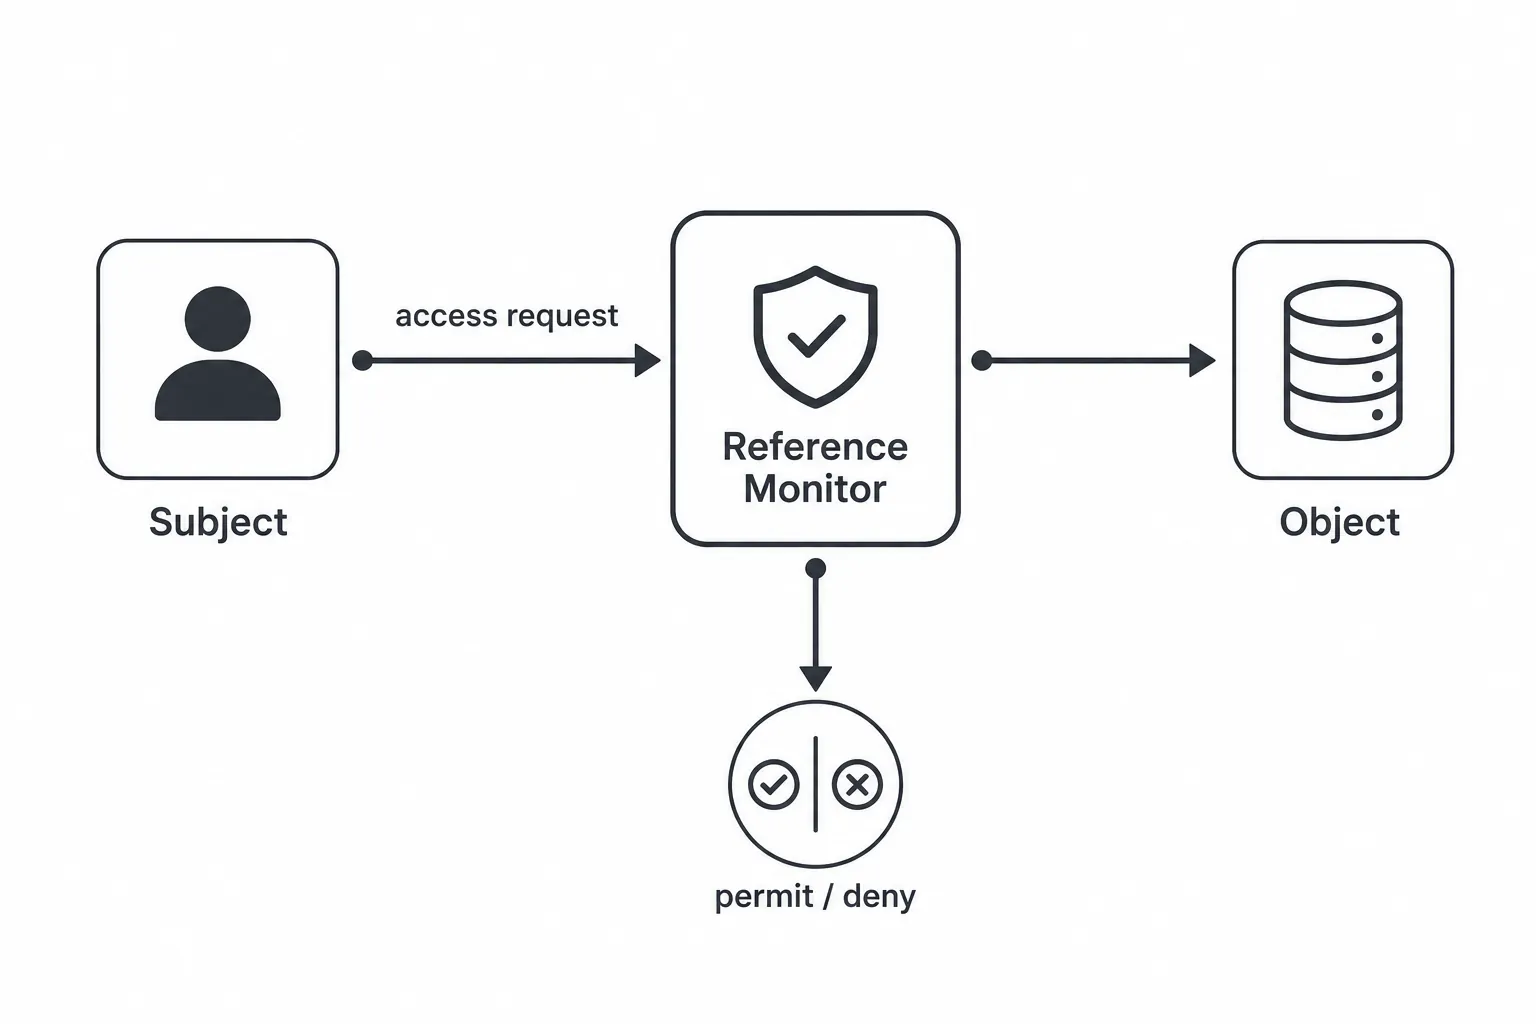 access request
Reference
Monitor
Subject
Object
permit / deny